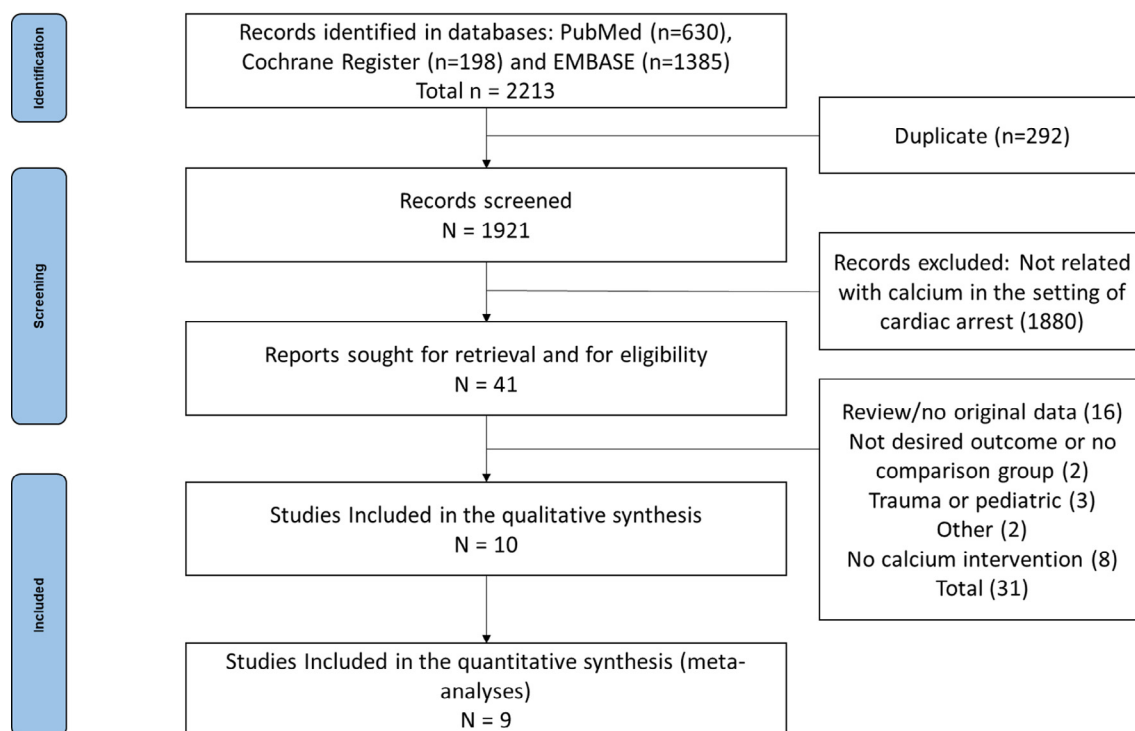 Identification
Records identified in databases: PubMed (n=630),
Cochrane Register (n=198) and EMBASE (n=1385)
Total n = 2213
Duplicate (n=292)
Screening
Records screened
N = 1921
Records excluded: Not related
with calcium in the setting of
cardiac arrest (1880)
Reports sought for retrieval and for eligibility
N = 41
Review/no original data (16)
Not desired outcome or no
comparison group (2)
Trauma or pediatric (3)
Other (2)
No calcium intervention (8)
Total (31)
Included
Studies Included in the qualitative synthesis
N = 10
Studies Included in the quantitative synthesis (meta-
analyses)
N = 9